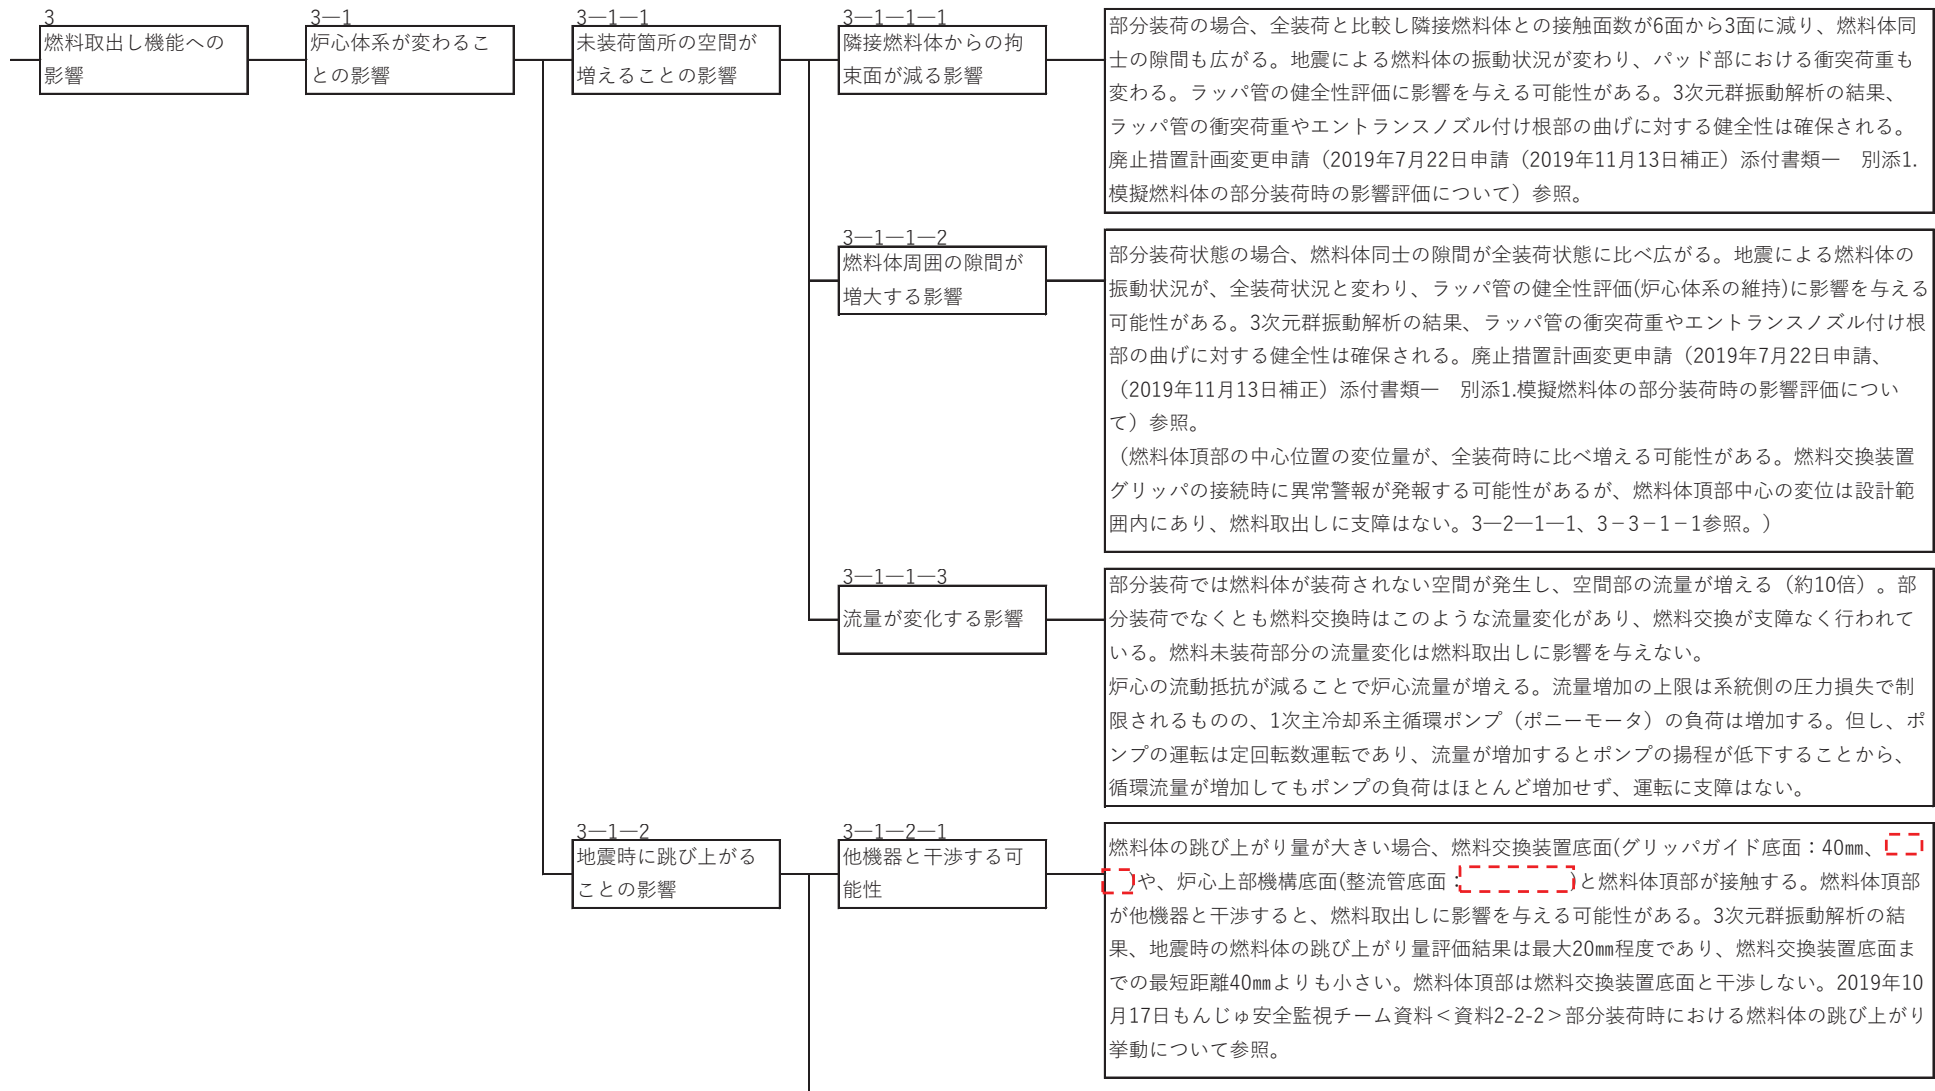 3
燃料取出し機能への
影響
3―1
炉心体系が変わるこ
との影響
3―1―1
未装荷箇所の空間が
増えることの影響
3―1―1―1
隣接燃料体からの拘
束面が減る影響
部分装荷の場合、全装荷と比較し隣接燃料体との接触面数が6面から3面に減り、燃料体同
士の隙間も広がる。地震による燃料体の振動状況が変わり、パッド部における衝突荷重も
変わる。ラッパ管の健全性評価に影響を与える可能性がある。3次元群振動解析の結果、
ラッパ管の衝突荷重やエントランスノズル付け根部の曲げに対する健全性は確保される。
廃止措置計画変更申請（2019年7月22日申請（2019年11月13日補正）添付書類一　別添1.
模擬燃料体の部分装荷時の影響評価について）参照。
3―1―1―2
燃料体周囲の隙間が
増大する影響
部分装荷状態の場合、燃料体同士の隙間が全装荷状態に比べ広がる。地震による燃料体の
振動状況が、全装荷状況と変わり、ラッパ管の健全性評価(炉心体系の維持)に影響を与える
可能性がある。3次元群振動解析の結果、ラッパ管の衝突荷重やエントランスノズル付け根
部の曲げに対する健全性は確保される。廃止措置計画変更申請（2019年7月22日申請、
（2019年11月13日補正）添付書類一　別添1.模擬燃料体の部分装荷時の影響評価につい
て）参照。
（燃料体頂部の中心位置の変位量が、全装荷時に比べ増える可能性がある。燃料交換装置
グリッパの接続時に異常警報が発報する可能性があるが、燃料体頂部中心の変位は設計範
囲内にあり、燃料取出しに支障はない。3―2―1―1、3－3－1－1参照。）
3―1―1―3
流量が変化する影響
部分装荷では燃料体が装荷されない空間が発生し、空間部の流量が増える（約10倍）。部
分装荷でなくとも燃料交換時はこのような流量変化があり、燃料交換が支障なく行われて
いる。燃料未装荷部分の流量変化は燃料取出しに影響を与えない。
炉心の流動抵抗が減ることで炉心流量が増える。流量増加の上限は系統側の圧力損失で制
限されるものの、1次主冷却系主循環ポンプ（ポニーモータ）の負荷は増加する。但し、ポ
ンプの運転は定回転数運転であり、流量が増加するとポンプの揚程が低下することから、
循環流量が増加してもポンプの負荷はほとんど増加せず、運転に支障はない。
3―1―2
地震時に跳び上がる
ことの影響
3―1―2―1
他機器と干渉する可
能性
燃料体の跳び上がり量が大きい場合、燃料交換装置底面(グリッパガイド底面：40㎜、
)や、炉心上部機構底面(整流管底面：)と燃料体頂部が接触する。燃料体頂部
が他機器と干渉すると、燃料取出しに影響を与える可能性がある。3次元群振動解析の結
果、地震時の燃料体の跳び上がり量評価結果は最大20㎜程度であり、燃料交換装置底面ま
での最短距離40㎜よりも小さい。燃料体頂部は燃料交換装置底面と干渉しない。2019年10
月17日もんじゅ安全監視チーム資料＜資料2-2-2＞部分装荷時における燃料体の跳び上がり
挙動について参照。